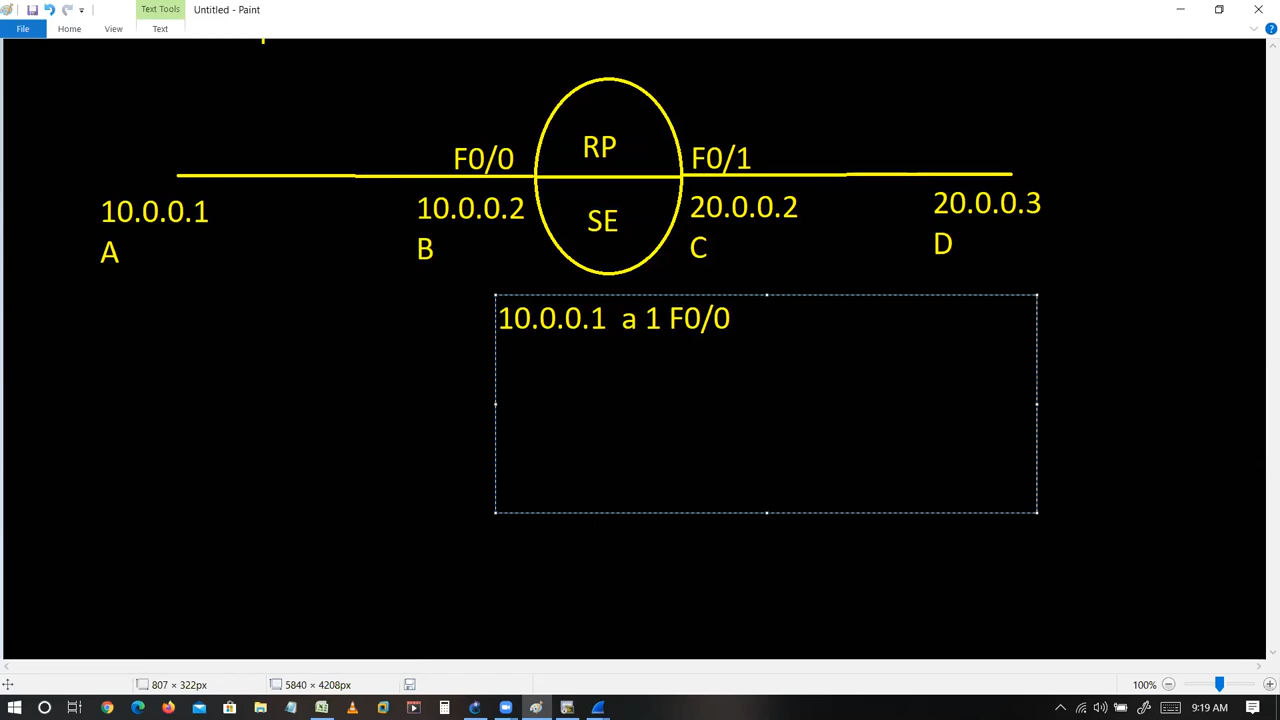 Text Tools
Untitled - Paint
File
Home
View
Text
RP
F0/0
F0/1
10.0.0.1
10.0.0.2
SE
20.0.0.2
20.0.0.3
A
B
C
D
10.0.0.1 a 1 F0/0
807 × 322px
5840 × 4208px
100%
9:19 AM